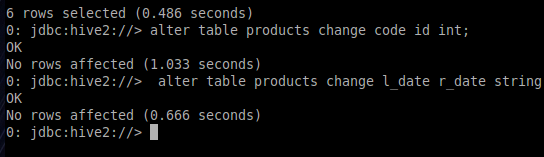 6 rows selected (0.486 seconds)
0: jdbc:hive2://> alter table products change code id int;
OK
No rows affected (1.033 seconds)
0: jdbc:hive2://>  alter table products change l_date r_date string
OK
No rows affected (0.666 seconds)
0: jdbc:hive2://>